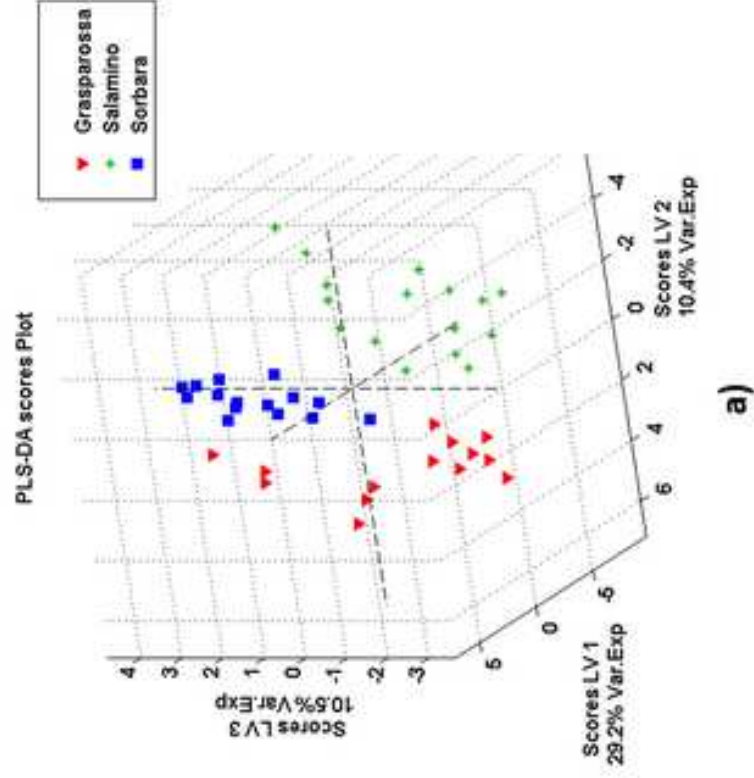 PLS-DA scores Plot
Grasparossa
Salamino
Sorbara
4
3
2
1
0
-1
-2
-3
Scores LV 3
10.5% Var.Exp
5
0
-5
Scores LV 1
29.2% Var.Exp
6
4
2
0
-2
-4
Scores LV 2
10.4% Var.Exp
a)